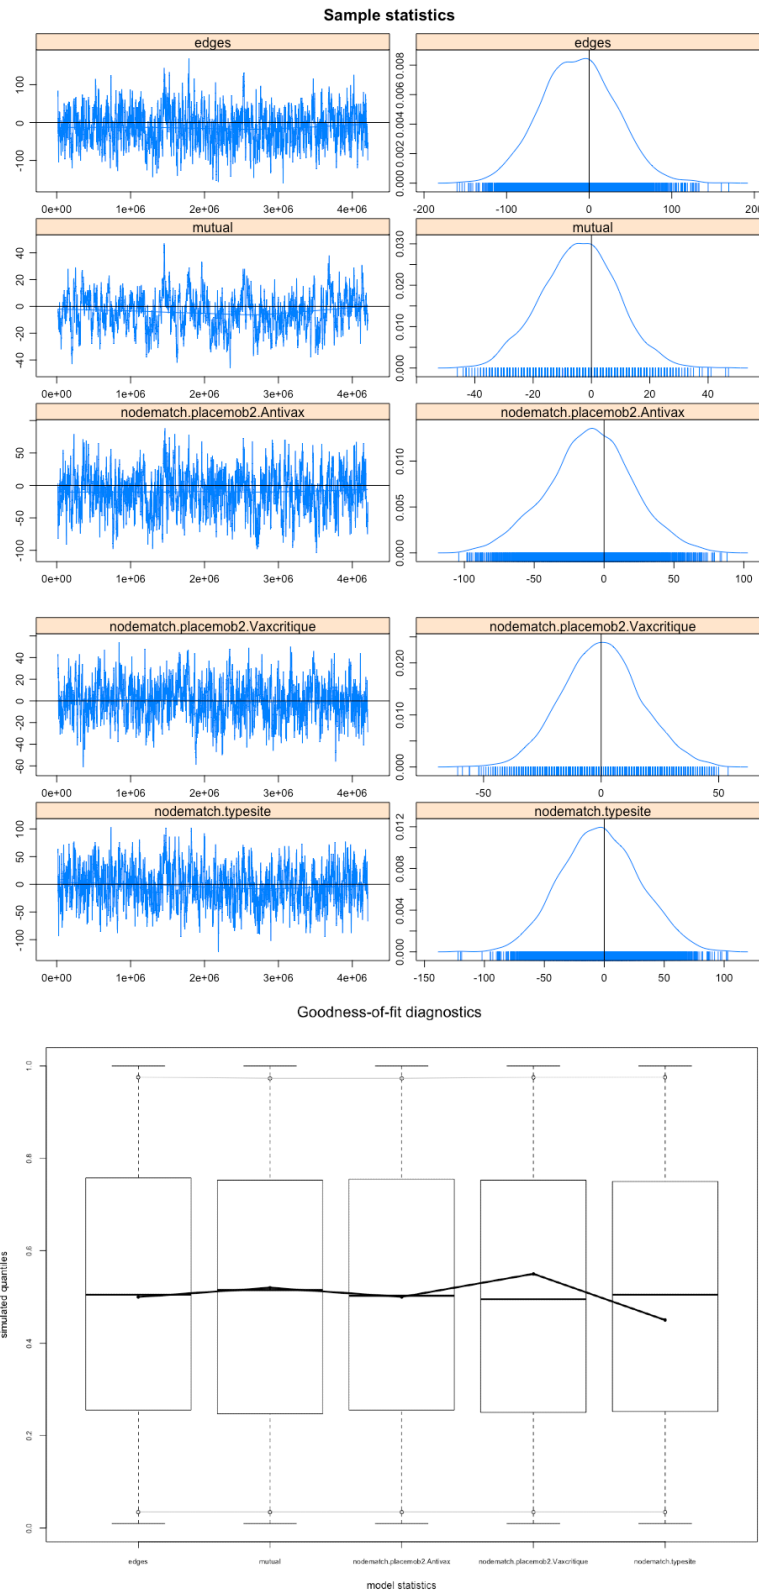 Sample statistics
edges edges
100
0
-100
0e+00 1e+06 2e+06 3e+06 4e+06
0.000 0.002 0.004 0.006 0.008
-200 -100 0 100 200
mutual mutual
40
20
0
-20
-40
0e+00 1e+06 2e+06 3e+06 4e+06
0.000 0.010 0.020 0.030
-40 -20 0 20 40
nodematch.placemob2.Antivax nodematch.placemob2.Antivax
50
0
-50
-100
0e+00 1e+06 2e+06 3e+06 4e+06
0.000 0.005 0.010
-100 -50 0 50 100
nodematch.placemob2.Vaxcritique nodematch.placemob2.Vaxcritique
40
20
0
-20
-40
-60
0e+00 1e+06 2e+06 3e+06 4e+06
0.000 0.010 0.020
-50 0 50
nodematch.typesite nodematch.typesite
100
50
0
-50
-100
0e+00 1e+06 2e+06 3e+06 4e+06
0.000 0.004 0.008 0.012
-150 -100 -50 0 50 100
Goodness-of-fit diagnostics
simulated quantiles
1.0
0.8
0.6
0.4
0.2
0.0
edges mutual nodematch.placemob2.Antivax nodematch.placemob2.Vaxcritique nodematch.typesite
model statistics